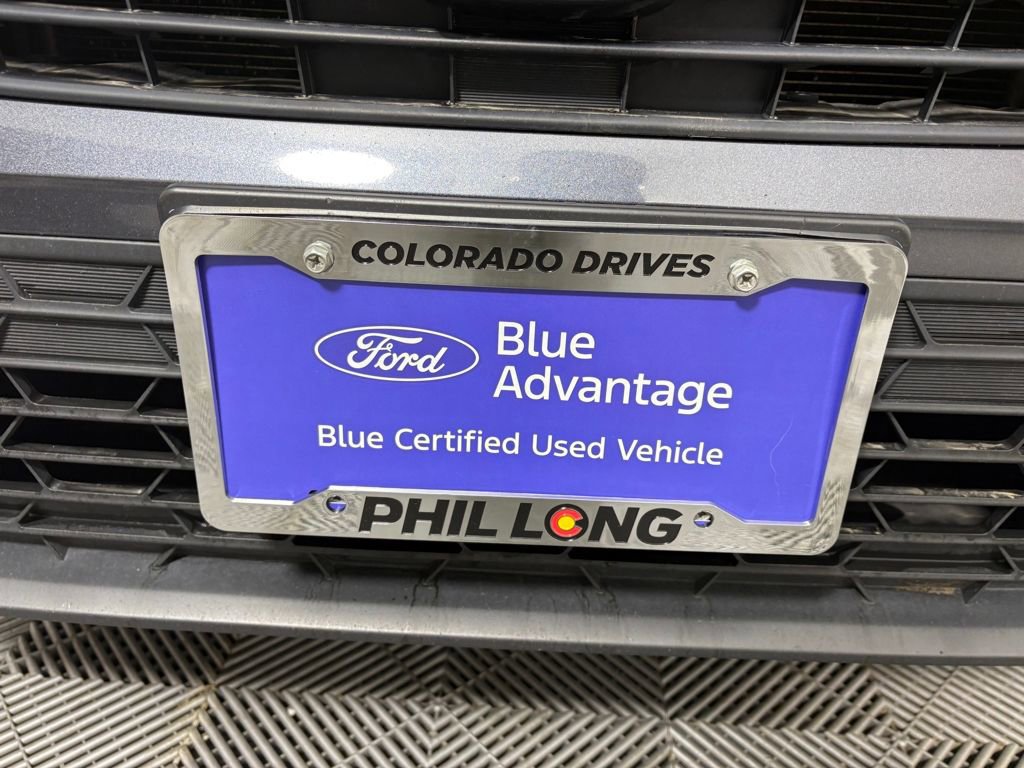 COLORADO DRIVES
Ford
Blue
Advantage
Blue Certified Used Vehicle
PHIL LONG